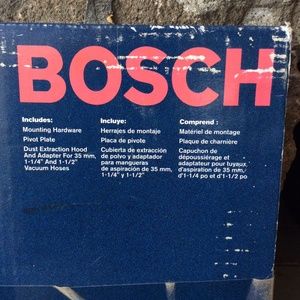 BOSCH
Includes:
Mounting Hardware
Pivot Plate
Dust Extraction Hood
And Adapter For 35 mm,
1-1/4" And 1-1/2"
Vacuum Hoses
Incluye:
Herrajes de montaje
Placa de pivote
Cubierta de extracción
de polvo y adaptador
para mangueras
de aspiración de 35 mm,
1-1/4" y 1-1/2"
Comprend :
Matériel de montage
Plaque de charnière
Capuchon de
dépoussiérage et
adaptateur pour tuyaux
d'aspiration de 35 mm,
d'1-1/4 po et d'1-1/2 po